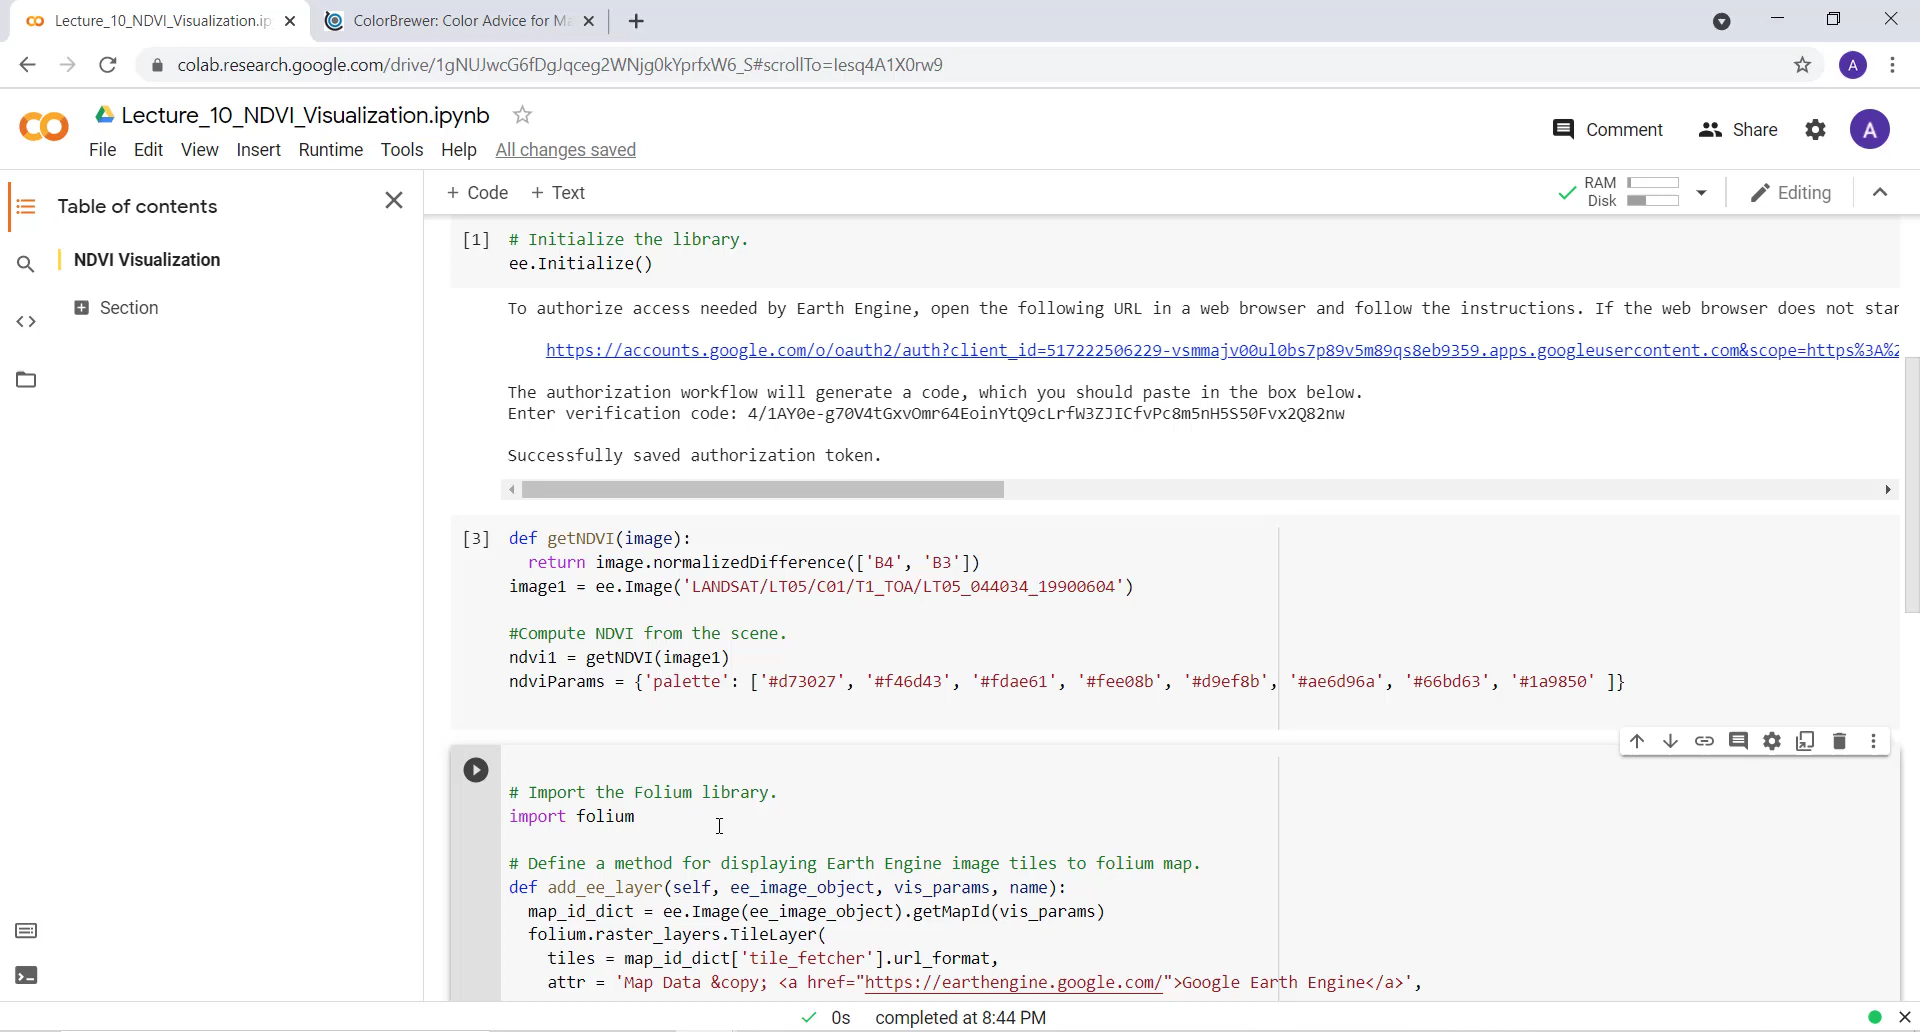 Lecture_10_NDVI_Visualization.ip
ColorBrewer: Color Advice for Ma
colab.research.google.com/drive/1gNUJwcG6fDgJqceg2WNjg0kYprfxW6_S#scrollTo=Iesq4A1X0rw9
A
Lecture_10_NDVI_Visualization.ipynb
Comment
Share
A
File Edit View Insert Runtime Tools Help All changes saved
Table of contents
+ Code + Text
RAM
Disk
Editing
NDVI Visualization
Section
[1] # Initialize the library.
ee.Initialize()
To authorize access needed by Earth Engine, open the following URL in a web browser and follow the instructions. If the web browser does not star
https://accounts.google.com/o/oauth2/auth?client_id=517222506229-vsmmajv00ul0bs7p89v5m89qs8eb9359.apps.googleusercontent.com&scope=https%3A%2
The authorization workflow will generate a code, which you should paste in the box below.
Enter verification code: 4/1AY0e-g70V4tGxvOmr64EoinYtQ9cLrfW3ZJICfvPc8m5nH5S50Fvx2Q82nw
Successfully saved authorization token.
[3] def getNDVI(image):
return image.normalizedDifference(['B4', 'B3'])
image1 = ee.Image('LANDSAT/LT05/C01/T1_TOA/LT05_044034_19900604')
#Compute NDVI from the scene.
ndvi1 = getNDVI(image1)
ndviParams = {'palette': ['#d73027', '#f46d43', '#fdae61', '#fee08b', '#d9ef8b', '#ae6d96a', '#66bd63', '#1a9850' ]}
# Import the Folium library.
import folium
# Define a method for displaying Earth Engine image tiles to folium map.
def add_ee_layer(self, ee_image_object, vis_params, name):
map_id_dict = ee.Image(ee_image_object).getMapId(vis_params)
folium.raster_layers.TileLayer(
tiles = map_id_dict['tile_fetcher'].url_format,
attr = 'Map Data &copy; <a href="https://earthengine.google.com/">Google Earth Engine</a>',
0s completed at 8:44 PM